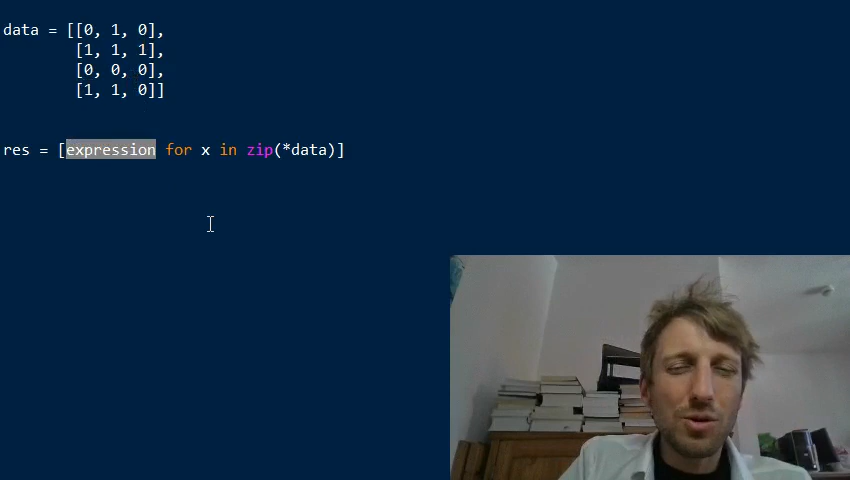 data = [[0, 1, 0],
[1, 1, 1],
[0, 0, 0],
[1, 1, 0]]
res = [expression for x in zip(*data)]